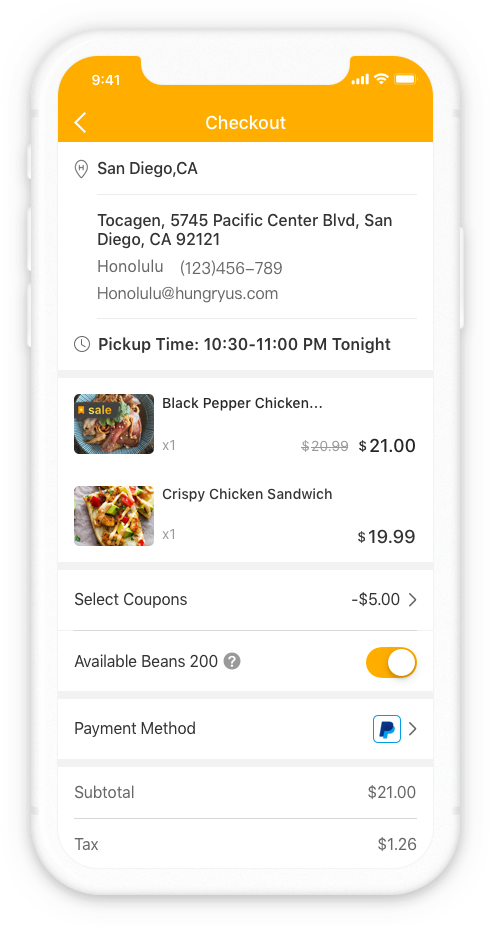 9:41
Checkout
San Diego,CA
Tocagen, 5745 Pacific Center Blvd, San
Diego, CA 92121
Honolulu (123)456–789
Honolulu@hungryus.com
Pickup Time: 10:30-11:00 PM Tonight
sale
Black Pepper Chicken...
x1 $20.99 $21.00
Crispy Chicken Sandwich
x1 $19.99
Select Coupons -$5.00
Available Beans 200 ?
Payment Method
Subtotal $21.00
Tax $1.26